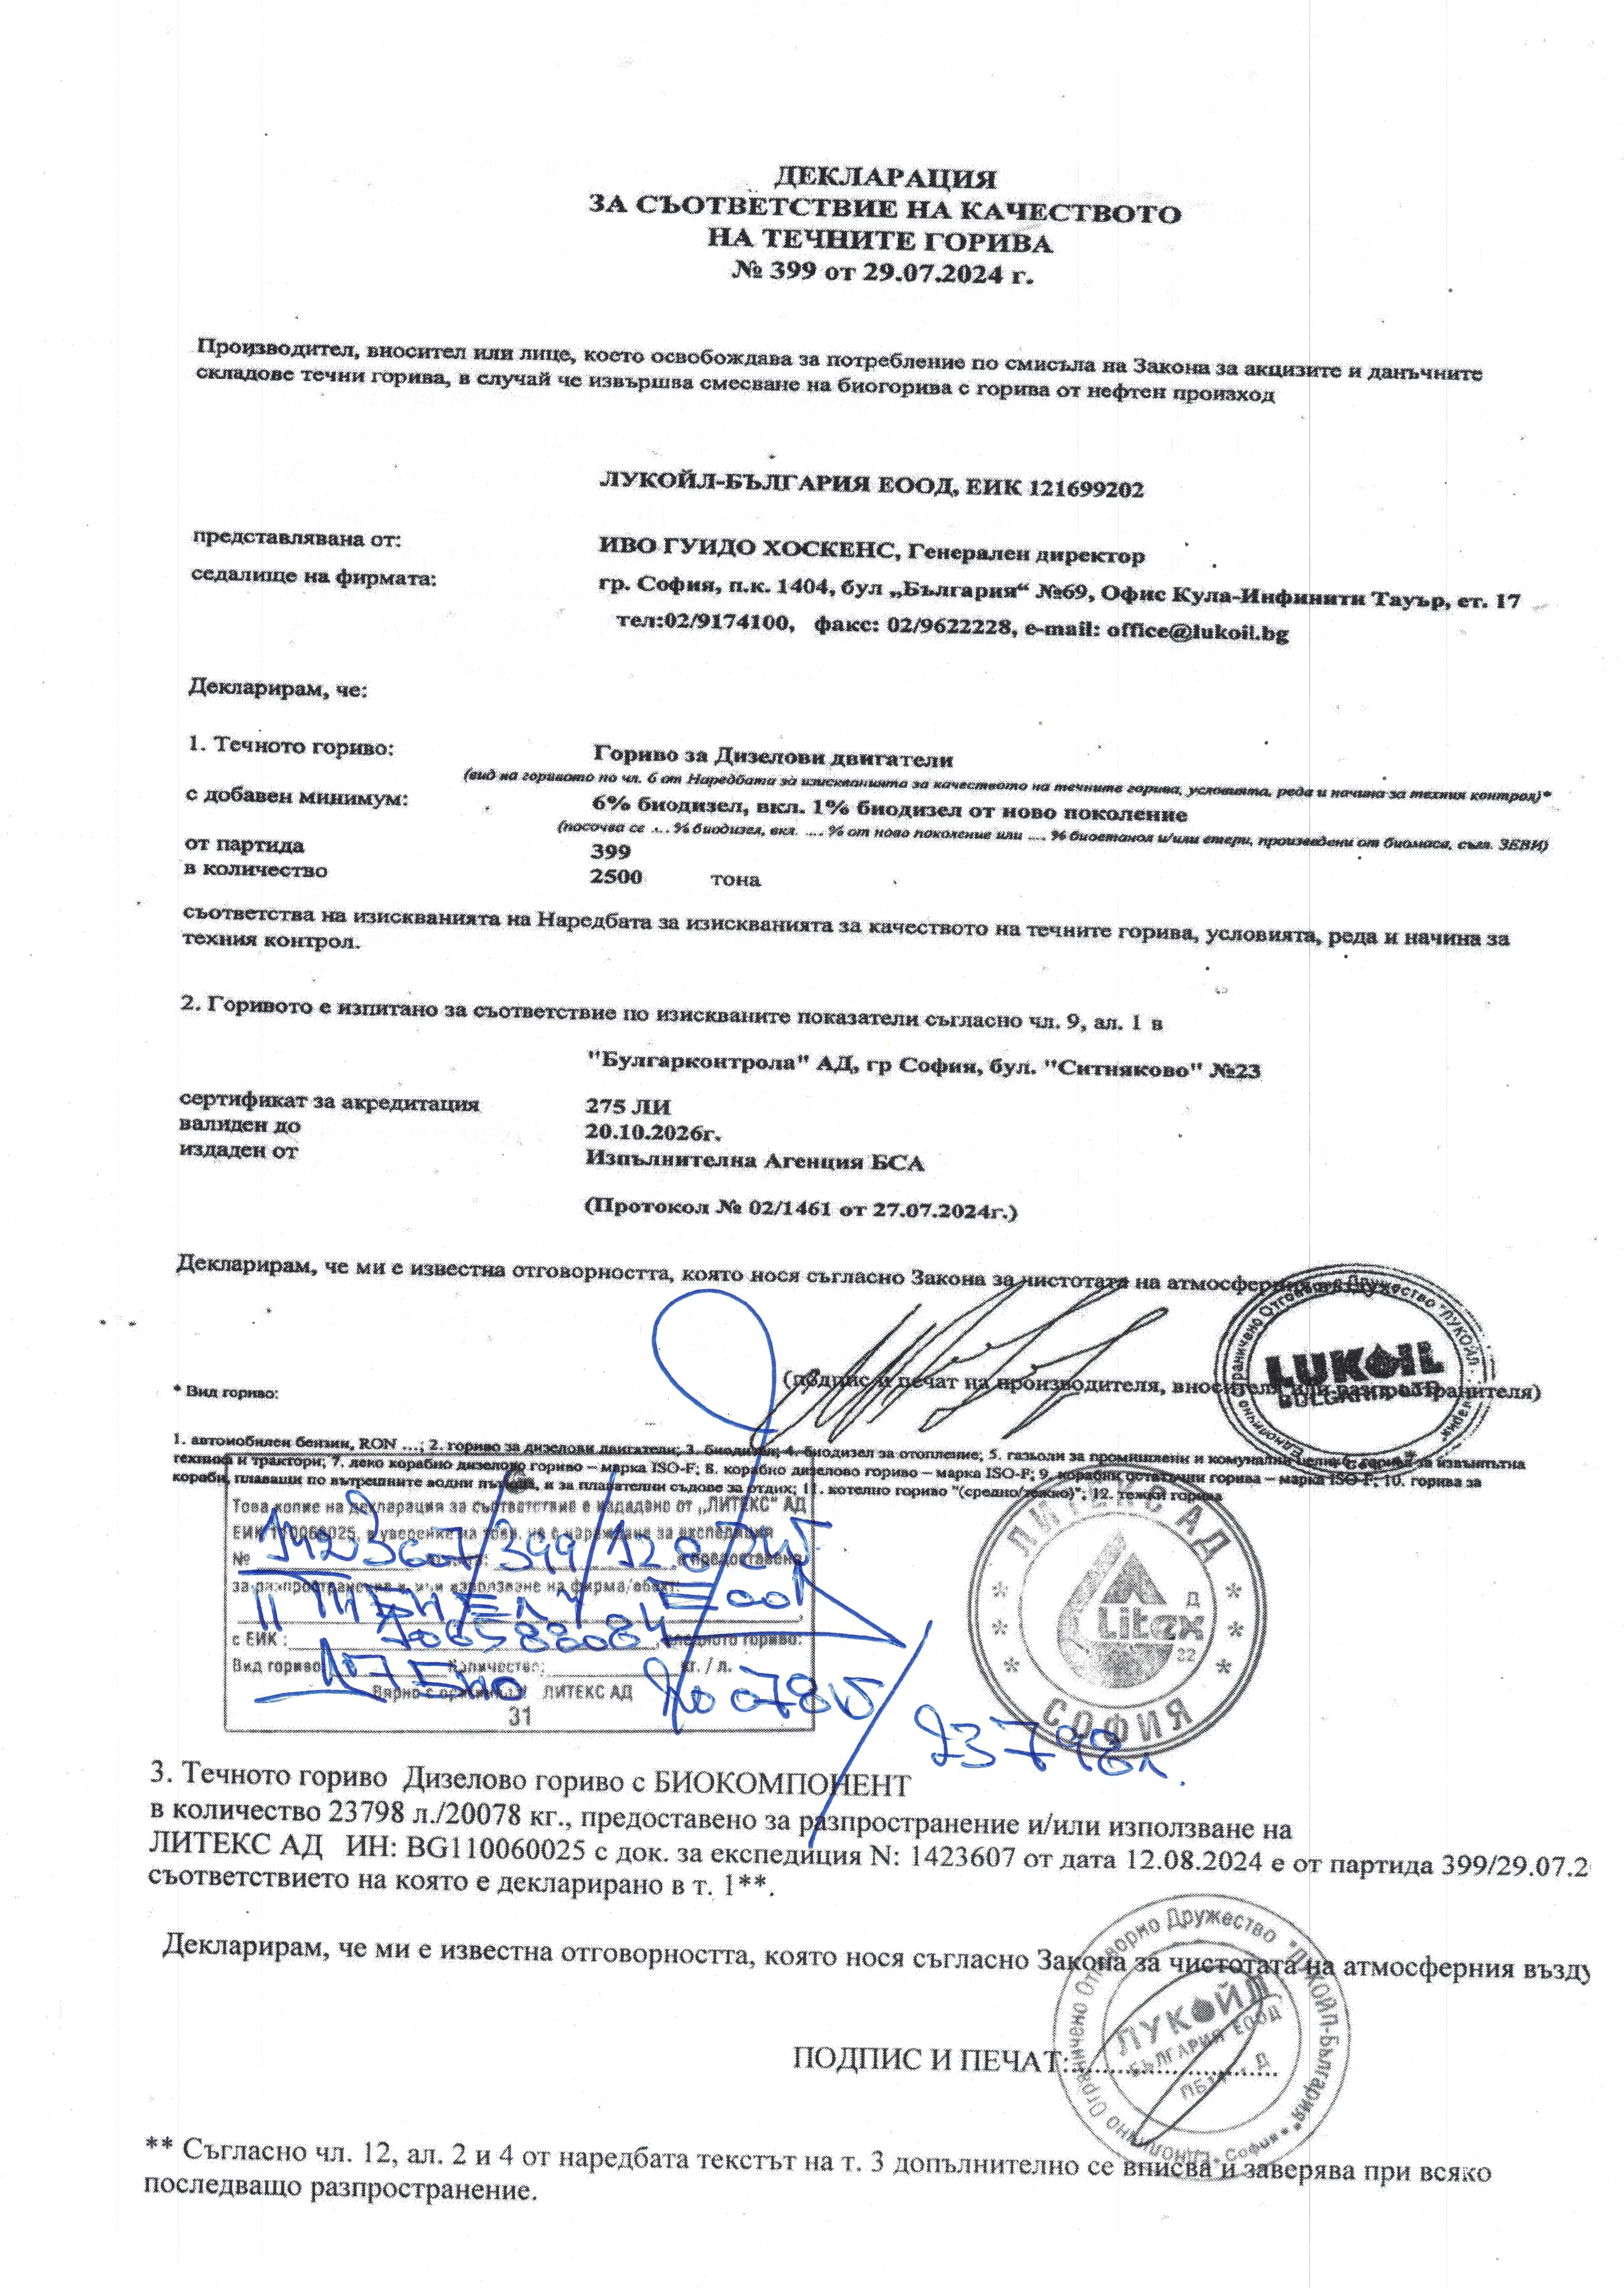 ДЕКЛАРАЦИЯ
ЗА СЪОТВЕТСТВИЕ НА КАЧЕСТВОТО
НА ТЕЧНИТЕ ГОРИВА
№ 399 от 29.07.2024 г.
Производител, вносител или лице, което освобождава за потребление по смисъла на Закона за акцизите и данъчните
складове течни горива, в случай че извършва смесване на биогорива с горива от нефтен произход
ЛУКОЙЛ-БЪЛГАРИЯ ЕООД, ЕИК 121699202
представлявана от: ИВО ГУИДО ХОСКЕНС, Генерален директор
седалище на фирмата: гр. София, п.к. 1404, бул „България“ №69, Офис Кула-Инфинити Тауър, ет. 17
тел:02/9174100, факс: 02/9622228, e-mail: office@lukoil.bg
Декларирам, че:
1. Течното гориво: Гориво за Дизелови двигатели
(вид на горивото по чл. 6 от Наредбата за изискванията за качеството на течните горива, условията, реда и начина за техния контрол)*
с добавен минимум: 6% биодизел, вкл. 1% биодизел от ново поколение
(посочва се ... % биодизел, вкл. .... % от ново поколение или .... % биоетанол и/или етери, произведени от биомаса, съгл. ЗЕВИ)
от партида 399
в количество 2500 тона
съответства на изискванията на Наредбата за изискванията за качеството на течните горива, условията, реда и начина за
техния контрол.
2. Горивото е изпитано за съответствие по изискваните показатели съгласно чл. 9, ал. 1 в
"Булгарконтрола" АД, гр София, бул. "Ситняково" №23
сертификат за акредитация 275 ЛИ
валиден до 20.10.2026г.
издаден от Изпълнителна Агенция БСА
(Протокол № 02/1461 от 27.07.2024г.)
Декларирам, че ми е известна отговорността, която нося съгласно Закона за чистотата на атмосферния
LUKOIL
BULGARIA LTD
(подпис и печат на производителя, вносителя или разпространителя)
* Вид гориво:
1. автомобилен бензин, RON ...; 2. гориво за дизелови двигатели; 3. биодизел; 4. биодизел за отопление; 5. газьоли за промишлени и комунални цели; 6. горива за извънпътна
техника и трактори; 7. леко корабно дизелово гориво – марка ISO-F; 8. корабно дизелово гориво – марка ISO-F; 9. корабни остатъчни горива – марка ISO-F; 10. горива за
кораби, плаващи по вътрешните водни пътища, и за плавателни съдове за отдих; 11. котелно гориво "(средно/тежко)"; 12. тежки горива
Това копие на декларация за съответствие е издадено от „ЛИТЕКС" АД
ЕИК 110060025, в уверение на това, че с нареждане за експедиция
№ 1423607/399/12.08.24г. е предоставено
за разпространение и/или използване на фирма/обект:
ЕООД
с ЕИК : следното гориво:
Вид гориво: Количество: кг. / л.
Вярно с оригинала! ЛИТЕКС АД
31
23798л.
ЛИТЕКС АД
Litex
Д
22
СОФИЯ
3. Течното гориво Дизелово гориво с БИОКОМПОНЕНТ
в количество 23798 л./20078 кг., предоставено за разпространение и/или използване на
ЛИТЕКС АД ИН: BG110060025 с док. за експедиция N: 1423607 от дата 12.08.2024 е от партида 399/29.07.2
съответствието на която е декларирано в т. 1**.
Декларирам, че ми е известна отговорността, която нося съгласно Закона за чистотата на атмосферния възду
Еднолично Ограничено Отговорно Дружество "ЛУКОЙЛ-България" * София *
ЛУКОЙЛ
БЪЛГАРИЯ ЕООД
ПОДПИС И ПЕЧАТ:............................
** Съгласно чл. 12, ал. 2 и 4 от наредбата текстът на т. 3 допълнително се вписва и заверява при всяко
последващо разпространение.